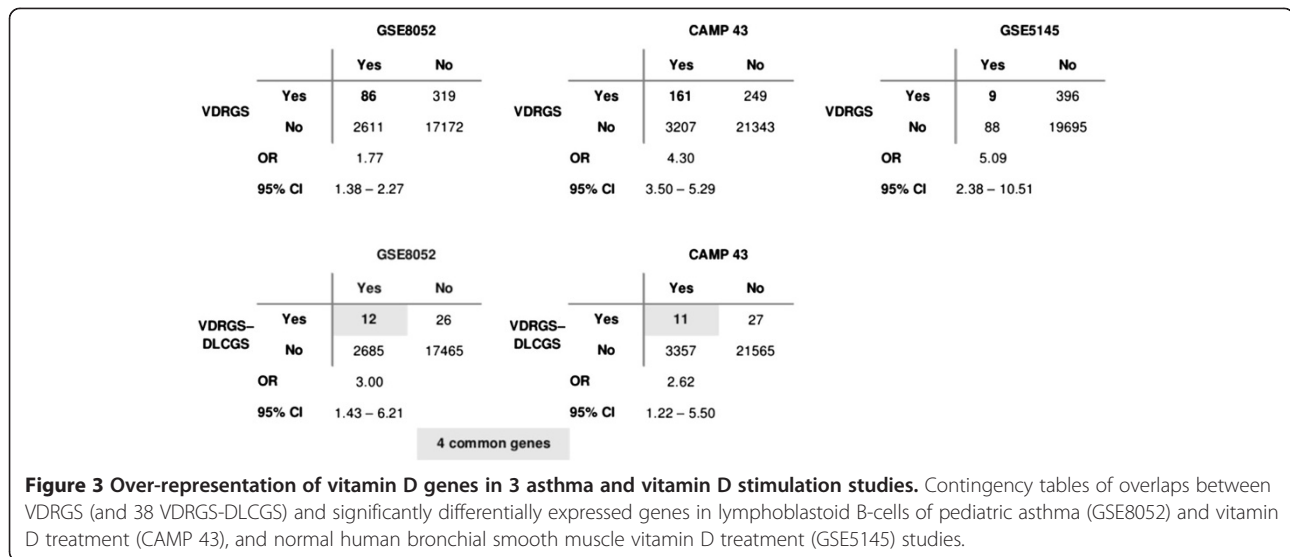 GSE8052 CAMP 43 GSE5145
Yes No Yes No Yes No
VDRGS Yes 86 319 VDRGS Yes 161 249 VDRGS Yes 9 396
No 2611 17172 No 3207 21343 No 88 19695
OR 1.77 OR 4.30 OR 5.09
95% CI 1.38 – 2.27 95% CI 3.50 – 5.29 95% CI 2.38 – 10.51
GSE8052 CAMP 43
Yes No Yes No
VDRGS– DLCGS Yes 12 26 VDRGS– DLCGS Yes 11 27
No 2685 17465 No 3357 21565
OR 3.00 OR 2.62
95% CI 1.43 – 6.21 95% CI 1.22 – 5.50
4 common genes
Figure 3 Over-representation of vitamin D genes in 3 asthma and vitamin D stimulation studies. Contingency tables of overlaps between
VDRGS (and 38 VDRGS-DLCGS) and significantly differentially expressed genes in lymphoblastoid B-cells of pediatric asthma (GSE8052) and vitamin
D treatment (CAMP 43), and normal human bronchial smooth muscle vitamin D treatment (GSE5145) studies.